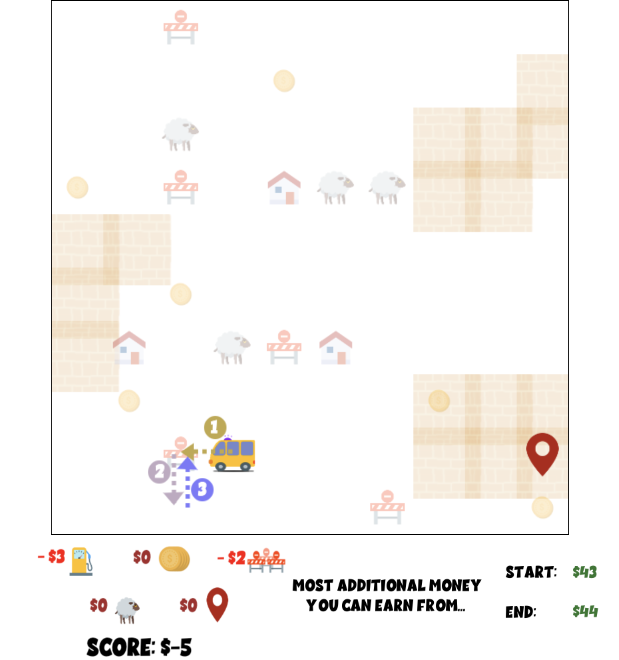 1
2
3
- $3
$0
- $2
$0
$0
MOST ADDITIONAL MONEY
YOU CAN EARN FROM...
START: $43
END: $44
SCORE: $-5